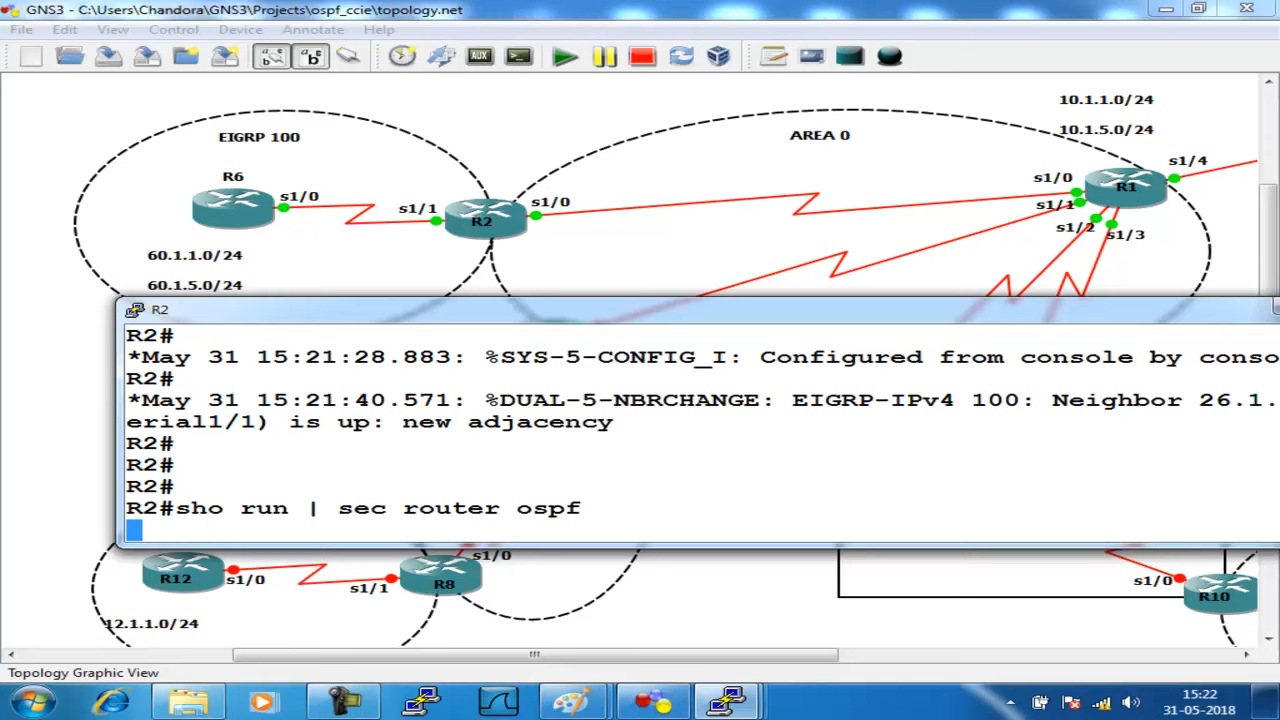 GNS3 - C:\Users\Chandora\GNS3\Projects\ospf_ccie\topology.net
File Edit View Control Device Annotate Help
AUX
10.1.1.0/24
EIGRP 100
AREA 0
10.1.5.0/24
R6
s1/4
s1/0
s1/0
R1
s1/0
s1/1
R2
s1/1
s1/2
s1/3
60.1.1.0/24
60.1.5.0/24
R2
R2#
*May 31 15:21:28.883: %SYS-5-CONFIG_I: Configured from console by conso
R2#
*May 31 15:21:40.571: %DUAL-5-NBRCHANGE: EIGRP-IPv4 100: Neighbor 26.1.
erial1/1) is up: new adjacency
R2#
R2#
R2#
R2#sho run | sec router ospf
s1/0
R12
s1/0
s1/1
R8
s1/0
R10
12.1.1.0/24
Topology Graphic View
15:22
31-05-2018